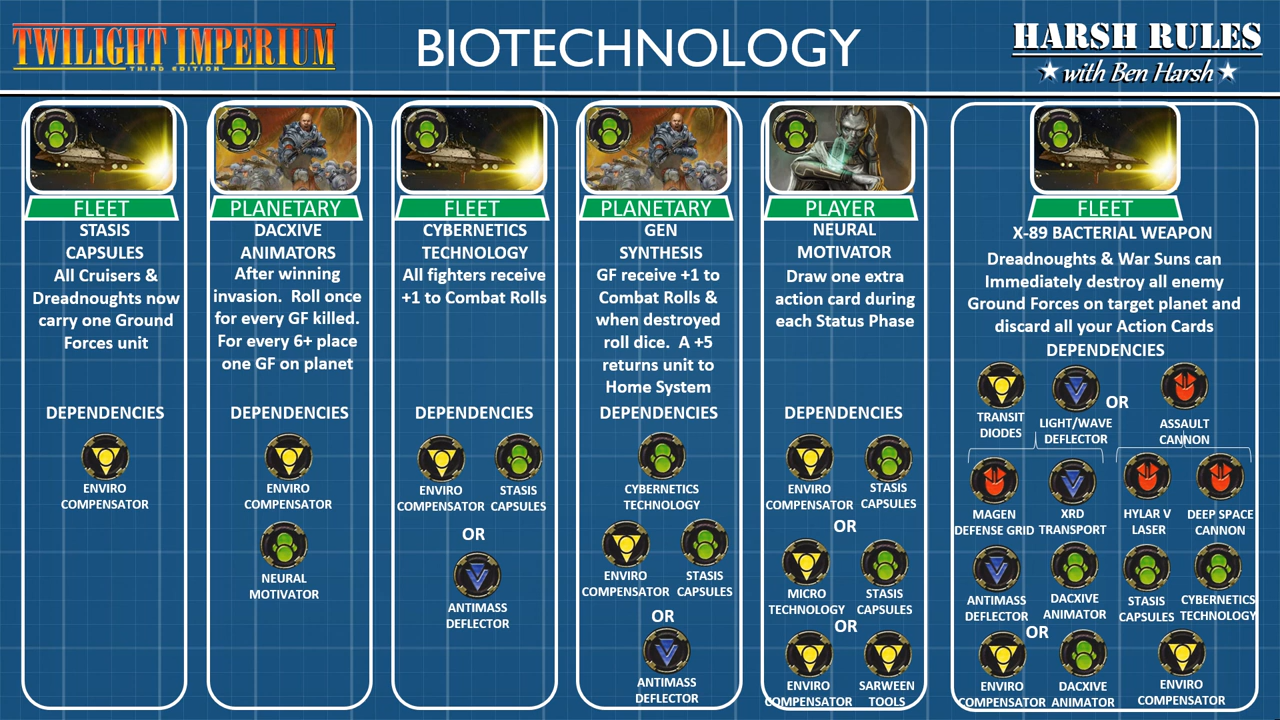 TWILIGHT IMPERIUM
THIRD EDITION
BIOTECHNOLOGY
HARSH RULES
with Ben Harsh
FLEET
STASIS
CAPSULES
All Cruisers &
Dreadnoughts now
carry one Ground
Forces unit
DEPENDENCIES
ENVIRO
COMPENSATOR
PLANETARY
DACXIVE
ANIMATORS
After winning
invasion. Roll once
for every GF killed.
For every 6+ place
one GF on planet
DEPENDENCIES
ENVIRO
COMPENSATOR
NEURAL
MOTIVATOR
FLEET
CYBERNETICS
TECHNOLOGY
All fighters receive
+1 to Combat Rolls
DEPENDENCIES
ENVIRO
COMPENSATOR
STASIS
CAPSULES
OR
ANTIMASS
DEFLECTOR
PLANETARY
GEN
SYNTHESIS
GF receive +1 to
Combat Rolls &
when destroyed
roll dice. A +5
returns unit to
Home System
DEPENDENCIES
CYBERNETICS
TECHNOLOGY
ENVIRO
COMPENSATOR
STASIS
CAPSULES
OR
ANTIMASS
DEFLECTOR
PLAYER
NEURAL
MOTIVATOR
Draw one extra
action card during
each Status Phase
DEPENDENCIES
ENVIRO
COMPENSATOR
STASIS
CAPSULES
OR
MICRO
TECHNOLOGY
STASIS
CAPSULES
OR
ENVIRO
COMPENSATOR
SARWEEN
TOOLS
FLEET
X-89 BACTERIAL WEAPON
Dreadnoughts & War Suns can
Immediately destroy all enemy
Ground Forces on target planet and
discard all your Action Cards
DEPENDENCIES
TRANSIT
DIODES
LIGHT/WAVE
DEFLECTOR
OR
ASSAULT
CANNON
MAGEN
DEFENSE GRID
XRD
TRANSPORT
HYLAR V
LASER
DEEP SPACE
CANNON
ANTIMASS
DEFLECTOR
DACXIVE
ANIMATOR
STASIS
CAPSULES
CYBERNETICS
TECHNOLOGY
OR
ENVIRO
COMPENSATOR
DACXIVE
ANIMATOR
ENVIRO
COMPENSATOR